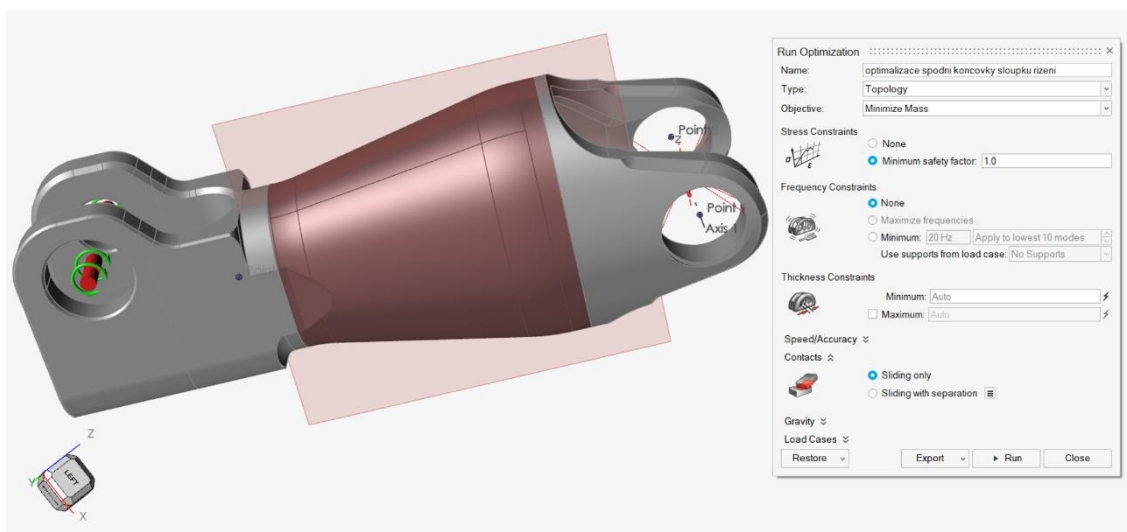 Run Optimization
Name: optimalizace spodni koncovky sloupku rizeni
Type: Topology
Objective: Minimize Mass
Stress Constraints
None
Minimum safety factor: 1.0
Frequency Constraints
None
Maximize frequencies
Minimum: 20 Hz Apply to lowest 10 modes
Use supports from load case: No Supports
Thickness Constraints
Minimum: Auto
Maximum: Auto
Speed/Accuracy
Contacts
Sliding only
Sliding with separation
Gravity
Load Cases
Restore Export Run Close
Point
Z
Point
Axis 1
Z
LEFT
Y
X